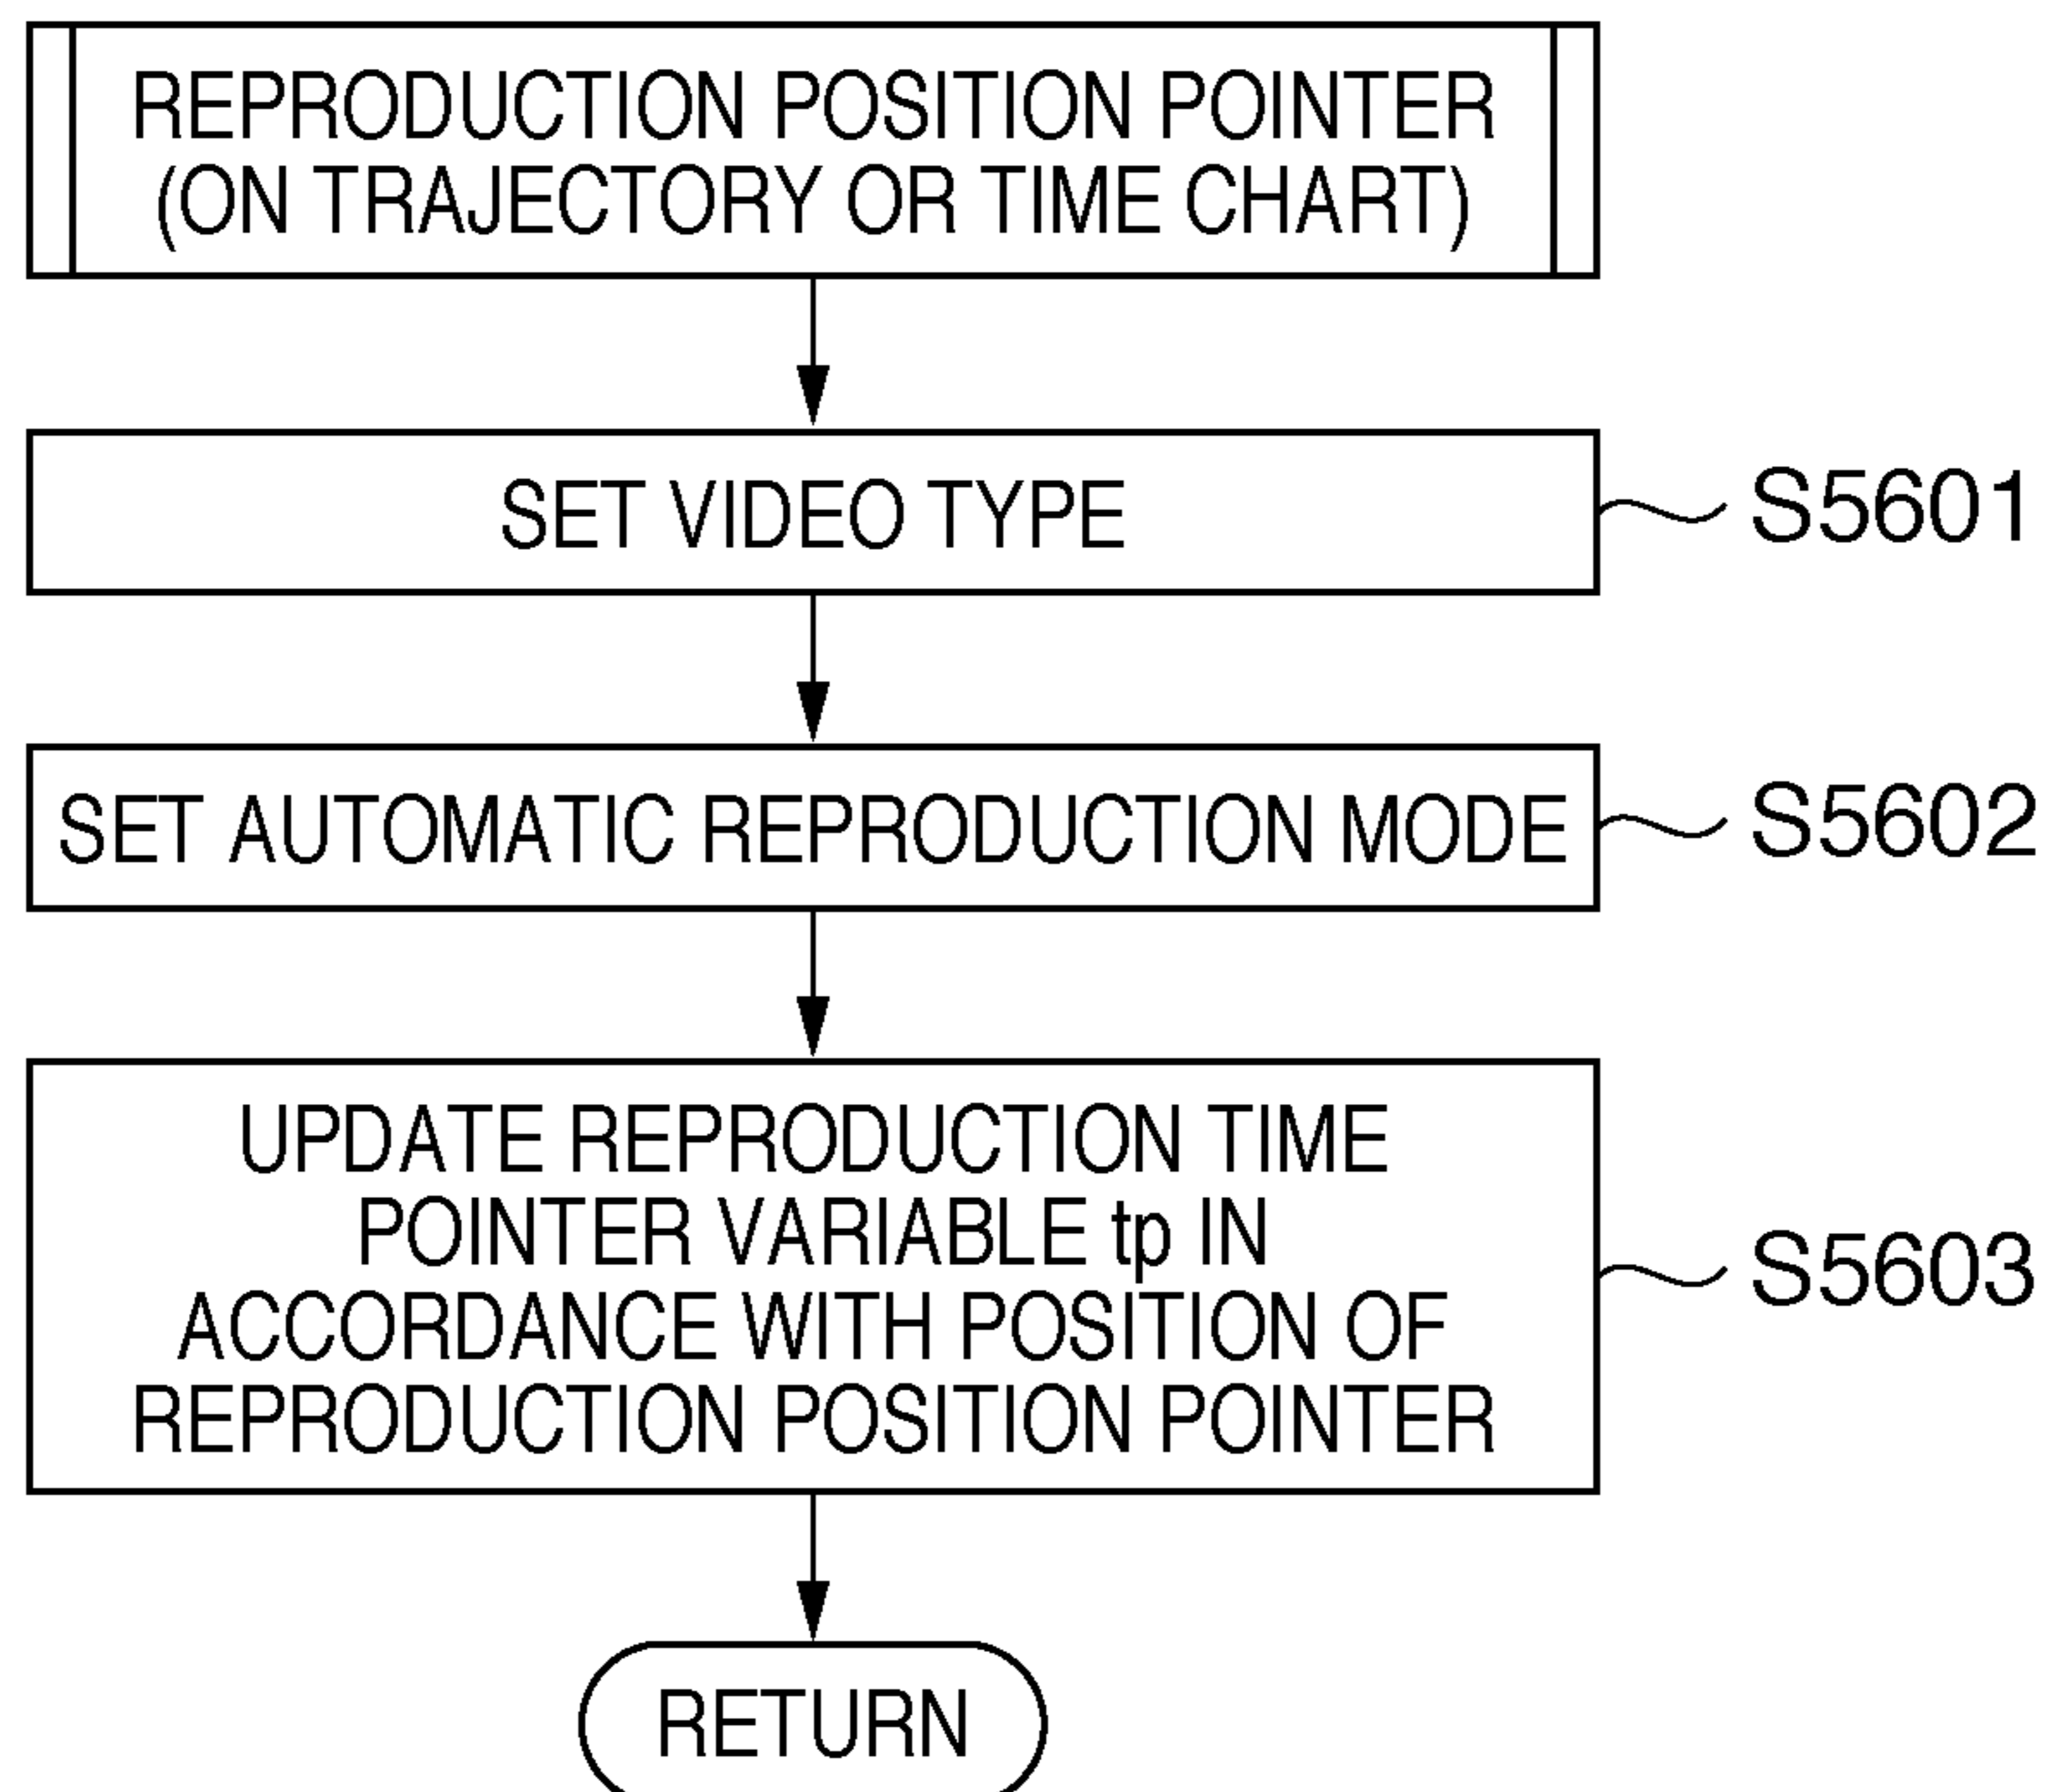 REPRODUCTION POSITION POINTER
(ON TRAJECTORY OR TIME CHART)
SET VIDEO TYPE
S5601
SET AUTOMATIC REPRODUCTION MODE
S5602
UPDATE REPRODUCTION TIME
POINTER VARIABLE tp IN
ACCORDANCE WITH POSITION OF
REPRODUCTION POSITION POINTER
S5603
RETURN